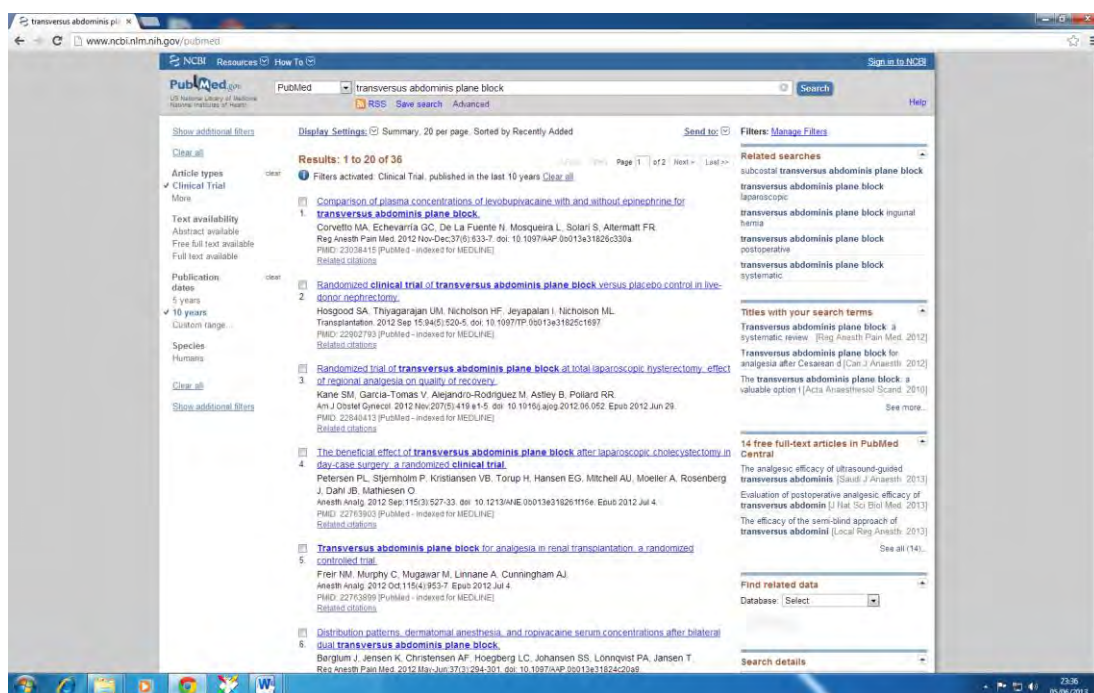 transversus abdominis pl
www.ncbi.nlm.nih.gov/pubmed
NCBI Resources How To Sign in to NCBI
PubMed.gov
US National Library of Medicine
National Institutes of Health
PubMed transversus abdominis plane block Search
RSS Save search Advanced Help
Show additional filters
Clear all
Article types clear
Clinical Trial
More
Text availability
Abstract available
Free full text available
Full text available
Publication dates clear
5 years
10 years
Custom range...
Species
Humans
Clear all
Show additional filters
Display Settings: Summary, 20 per page, Sorted by Recently Added Send to:
Results: 1 to 20 of 36
Page 1 of 2 Next > Last >>
Filters activated: Clinical Trial, published in the last 10 years Clear all
Comparison of plasma concentrations of levobupivacaine with and without epinephrine for
1. transversus abdominis plane block.
Corvetto MA, Echevarría GC, De La Fuente N, Mosqueira L, Solari S, Altermatt FR.
Reg Anesth Pain Med. 2012 Nov-Dec;37(6):633-7. doi: 10.1097/AAP.0b013e31826c330a.
PMID: 23038415 [PubMed - indexed for MEDLINE]
Related citations
Randomized clinical trial of transversus abdominis plane block versus placebo control in live-
2. donor nephrectomy.
Hosgood SA, Thiyagarajan UM, Nicholson HF, Jeyapalan I, Nicholson ML.
Transplantation. 2012 Sep 15;94(5):520-5. doi: 10.1097/TP.0b013e31825c1697.
PMID: 22902793 [PubMed - indexed for MEDLINE]
Related citations
Randomized trial of transversus abdominis plane block at total laparoscopic hysterectomy: effect
3. of regional analgesia on quality of recovery.
Kane SM, Garcia-Tomas V, Alejandro-Rodriguez M, Astley B, Pollard RR.
Am J Obstet Gynecol. 2012 Nov;207(5):419.e1-5. doi: 10.1016/j.ajog.2012.06.052. Epub 2012 Jun 29.
PMID: 22840413 [PubMed - indexed for MEDLINE]
Related citations
The beneficial effect of transversus abdominis plane block after laparoscopic cholecystectomy in
4. day-case surgery: a randomized clinical trial.
Petersen PL, Stjernholm P, Kristiansen VB, Torup H, Hansen EG, Mitchell AU, Moeller A, Rosenberg
J, Dahl JB, Mathiesen O.
Anesth Analg. 2012 Sep;115(3):527-33. doi: 10.1213/ANE.0b013e318261f16e. Epub 2012 Jul 4.
PMID: 22763903 [PubMed - indexed for MEDLINE]
Related citations
Transversus abdominis plane block for analgesia in renal transplantation: a randomized
5. controlled trial.
Freir NM, Murphy C, Mugawar M, Linnane A, Cunningham AJ.
Anesth Analg. 2012 Oct;115(4):953-7. Epub 2012 Jul 4.
PMID: 22763899 [PubMed - indexed for MEDLINE]
Related citations
Distribution patterns, dermatomal anesthesia, and ropivacaine serum concentrations after bilateral
6. dual transversus abdominis plane block.
Børglum J, Jensen K, Christensen AF, Hoegberg LC, Johansen SS, Lönnqvist PA, Jansen T.
Reg Anesth Pain Med. 2012 May-Jun;37(3):294-301. doi: 10.1097/AAP.0b013e31824c20a9.
Filters: Manage Filters
Related searches
subcostal transversus abdominis plane block
transversus abdominis plane block
laparoscopic
transversus abdominis plane block inguinal
hernia
transversus abdominis plane block
postoperative
transversus abdominis plane block
systematic
Titles with your search terms
Transversus abdominis plane block: a
systematic review. [Reg Anesth Pain Med. 2012]
Transversus abdominis plane block for
analgesia after Cesarean d [Can J Anaesth. 2012]
The transversus abdominis plane block: a
valuable option f [Acta Anaesthesiol Scand. 2010]
See more...
14 free full-text articles in PubMed
Central
The analgesic efficacy of ultrasound-guided
transversus abdominis [Saudi J Anaesth. 2013]
Evaluation of postoperative analgesic efficacy of
transversus abdomin [J Nat Sci Biol Med. 2013]
The efficacy of the semi-blind approach of
transversus abdomini [Local Reg Anesth. 2013]
See all (14)...
Find related data
Database: Select
Search details
23:36
05/06/2013